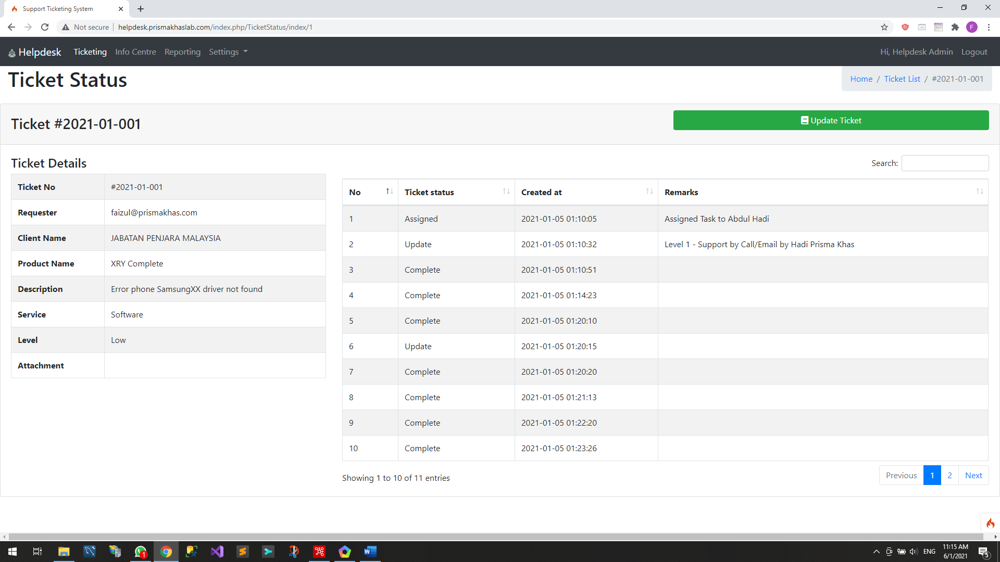 Support Ticketing System
Not secure helpdesk.prismakhaslab.com/index.php/TicketStatus/index/1
F
Helpdesk Ticketing Info Centre Reporting Settings Hi, Helpdesk Admin Logout
Ticket Status
Home / Ticket List / #2021-01-001
Ticket #2021-01-001
Update Ticket
Ticket Details
Ticket No #2021-01-001
Requester faizul@prismakhas.com
Client Name JABATAN PENJARA MALAYSIA
Product Name XRY Complete
Description Error phone SamsungXX driver not found
Service Software
Level Low
Attachment
Search:
No Ticket status Created at Remarks
1 Assigned 2021-01-05 01:10:05 Assigned Task to Abdul Hadi
2 Update 2021-01-05 01:10:32 Level 1 - Support by Call/Email by Hadi Prisma Khas
3 Complete 2021-01-05 01:10:51
4 Complete 2021-01-05 01:14:23
5 Complete 2021-01-05 01:20:10
6 Update 2021-01-05 01:20:15
7 Complete 2021-01-05 01:20:20
8 Complete 2021-01-05 01:21:13
9 Complete 2021-01-05 01:22:20
10 Complete 2021-01-05 01:23:26
Showing 1 to 10 of 11 entries
Previous 1 2 Next
1
ENG
11:15 AM
6/1/2021
5